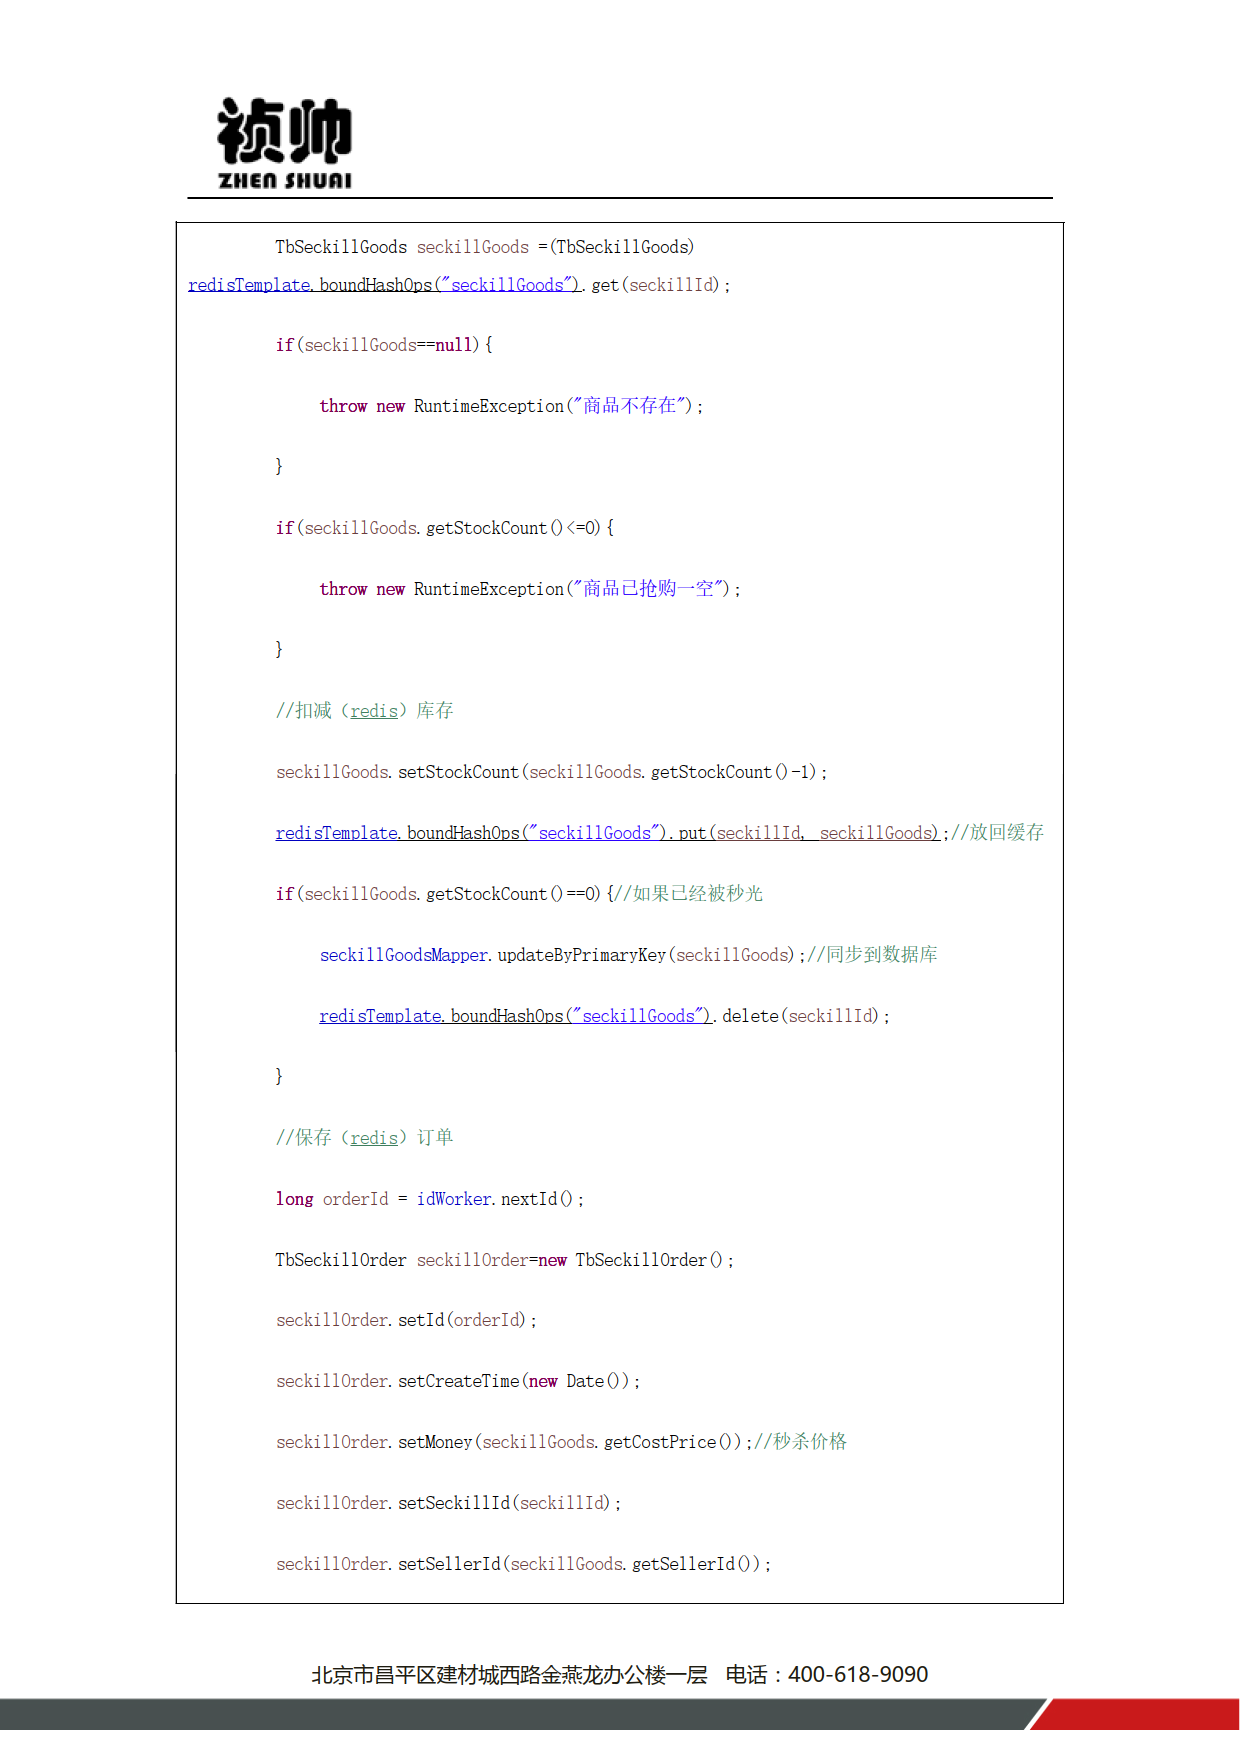 祯帅
ZHEN SHUAI
TbSeckillGoods seckillGoods =(TbSeckillGoods)
redisTemplate.boundHashOps("seckillGoods").get(seckillId);
if(seckillGoods==null){
throw new RuntimeException("商品不存在");
}
if(seckillGoods.getStockCount()<=0){
throw new RuntimeException("商品已抢购一空");
}
//扣减（redis）库存
seckillGoods.setStockCount(seckillGoods.getStockCount()-1);
redisTemplate.boundHashOps("seckillGoods").put(seckillId, seckillGoods);//放回缓存
if(seckillGoods.getStockCount()==0){//如果已经被秒光
seckillGoodsMapper.updateByPrimaryKey(seckillGoods);//同步到数据库
redisTemplate.boundHashOps("seckillGoods").delete(seckillId);
}
//保存（redis）订单
long orderId = idWorker.nextId();
TbSeckillOrder seckillOrder=new TbSeckillOrder();
seckillOrder.setId(orderId);
seckillOrder.setCreateTime(new Date());
seckillOrder.setMoney(seckillGoods.getCostPrice());//秒杀价格
seckillOrder.setSeckillId(seckillId);
seckillOrder.setSellerId(seckillGoods.getSellerId());
北京市昌平区建材城西路金燕龙办公楼一层 电话：400-618-9090